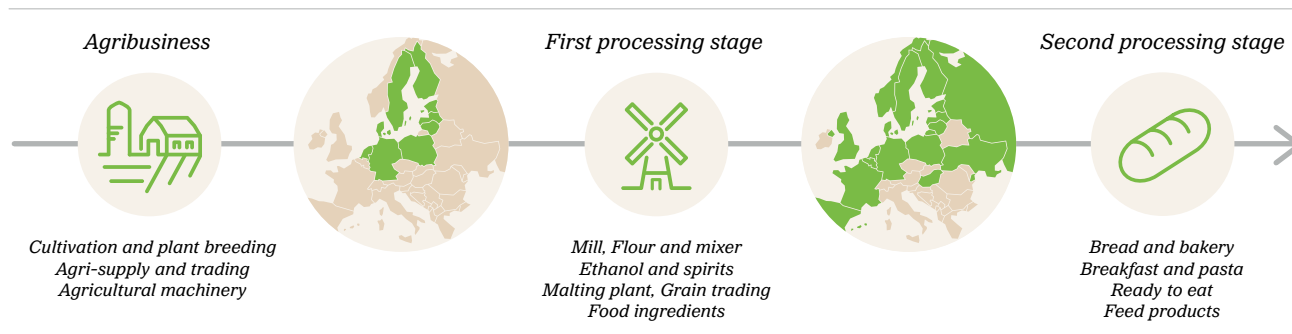 Agribusiness
Cultivation and plant breeding
Agri-supply and trading
Agricultural machinery
First processing stage
Mill, Flour and mixer
Ethanol and spirits
Malting plant, Grain trading
Food ingredients
Second processing stage
Bread and bakery
Breakfast and pasta
Ready to eat
Feed products